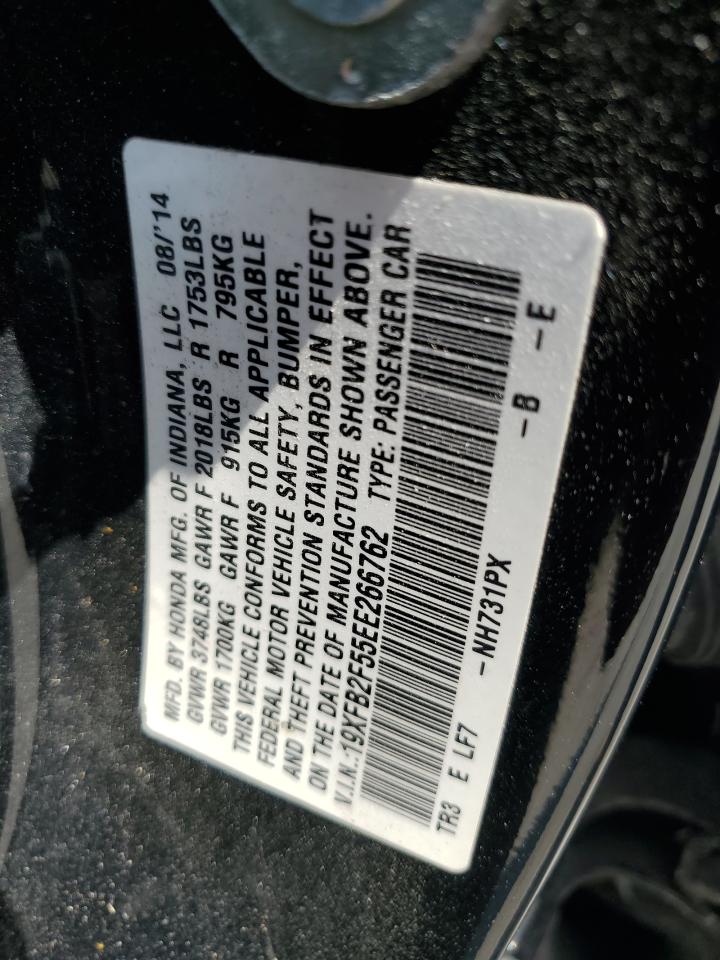 MFD. BY HONDA MFG. OF INDIANA, LLC 08/'14
GVWR 3748LBS GAWR F 2018LBS R 1753LBS
GVWR 1700KG GAWR F 915KG R 795KG
THIS VEHICLE CONFORMS TO ALL APPLICABLE
FEDERAL MOTOR VEHICLE SAFETY, BUMPER,
AND THEFT PREVENTION STANDARDS IN EFFECT
ON THE DATE OF MANUFACTURE SHOWN ABOVE.
V.I.N.:19XFB2F55EE266762 TYPE: PASSENGER CAR
TR3 E LF7 -NH731PX -B -E